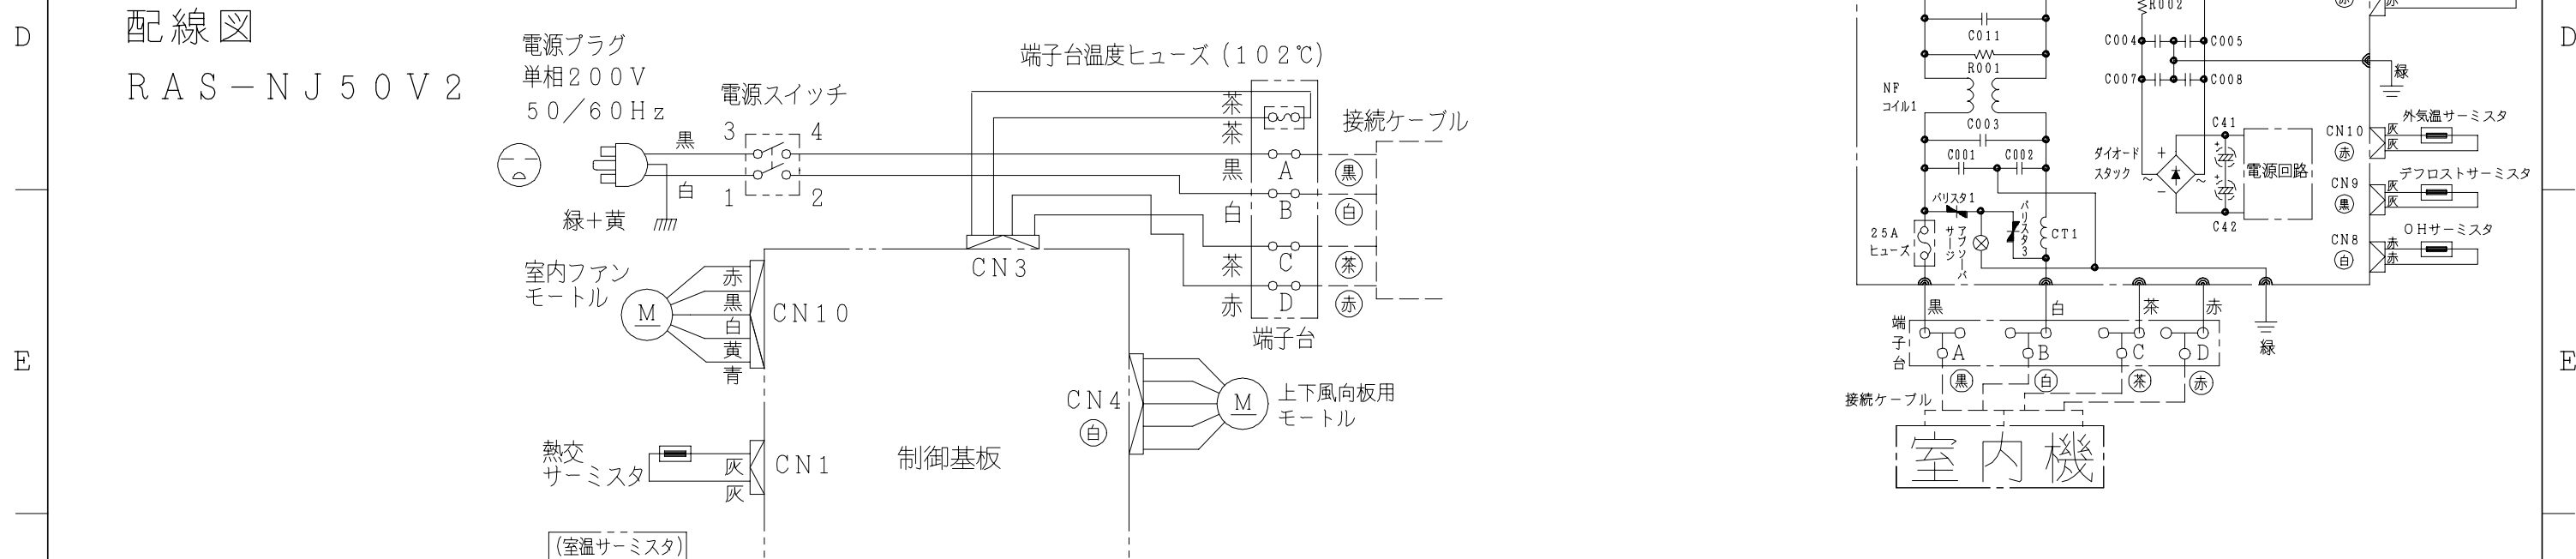 D
配線図
RAS-NJ50V2
電源プラグ
単相200V
50/60Hz
電源スイッチ
3
4
1
2
黒
白
緑+黄
端子台温度ヒューズ(102℃)
接続ケーブル
茶
茶
黒
A
黒
白
B
白
茶
C
茶
赤
D
赤
端子台
CN3
室内ファン
モートル
M
赤
黒
白
黄
青
CN10
CN4
白
M
上下風向板用
モートル
熱交
サーミスタ
灰
灰
CN1
制御基板
(室温サーミスタ)
E
C011
R001
NF
コイル1
C003
C001
C002
バリスタ1
バリスタ3
25A
ヒューズ
サージ
アブソーバ
CT1
R002
C004
C005
C007
C008
ダイオード
スタック
+
-
~
~
C41
+
+
C42
電源回路
赤
赤
緑
CN10
赤
灰
灰
外気温サーミスタ
CN9
黒
灰
灰
デフロストサーミスタ
CN8
白
赤
赤
OHサーミスタ
黒
白
茶
赤
緑
端子台
A
B
C
D
黒
白
茶
赤
接続ケーブル
室内機
D
E